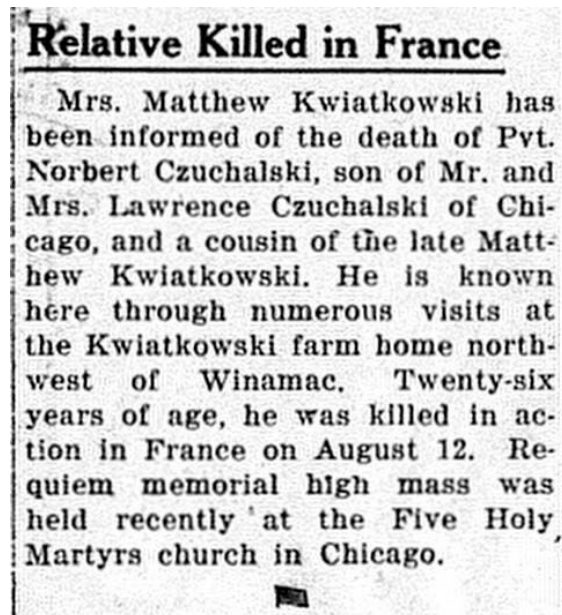 Relative Killed in France
Mrs. Matthew Kwiatkowski has
been informed of the death of Pvt.
Norbert Czuchalski, son of Mr. and
Mrs. Lawrence Czuchalski of Chi-
cago, and a cousin of the late Matt-
hew Kwiatkowski. He is known
here through numerous visits at
the Kwiatkowski farm home north-
west of Winamac. Twenty-six
years of age, he was killed in ac-
tion in France on August 12. Re-
quiem memorial high mass was
held recently at the Five Holy
Martyrs church in Chicago.